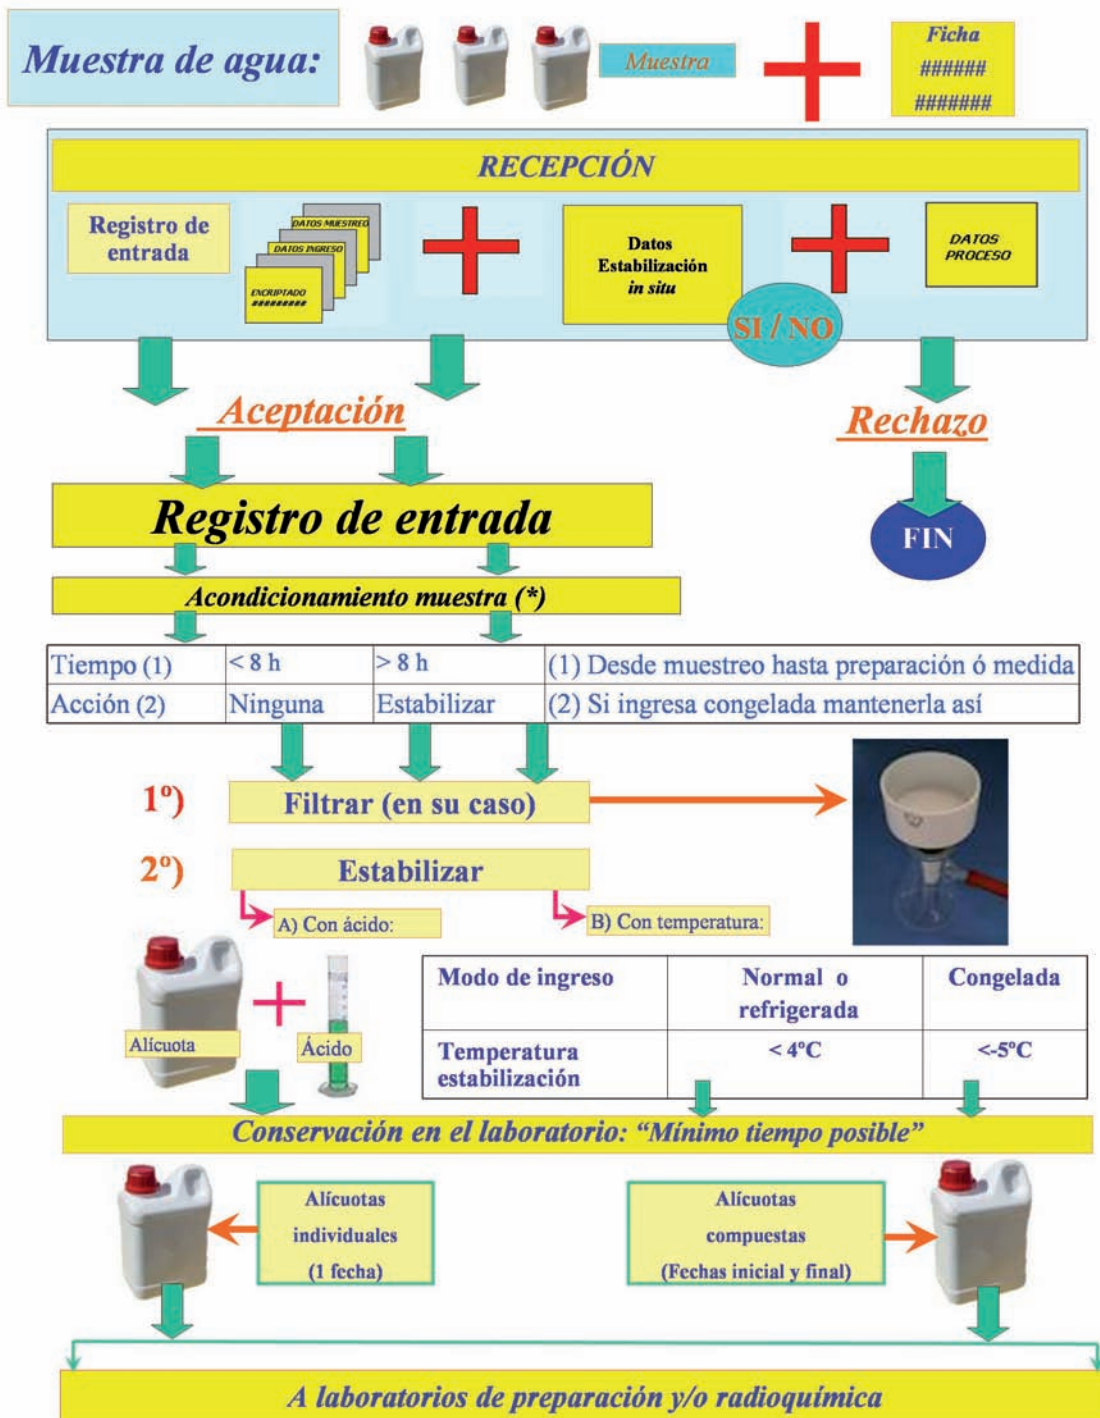 Muestra de agua:
Muestra
Ficha
######
#######
RECEPCIÓN
Registro de
entrada
DATOS MUESTREO
DATOS INGRESO
ENCRIPTADO
#########
Datos
Estabilización
in situ
SI / NO
DATOS
PROCESO
Aceptación
Rechazo
Registro de entrada
FIN
Acondicionamiento muestra (*)
Tiempo (1) < 8 h > 8 h (1) Desde muestreo hasta preparación ó medida
Acción (2) Ninguna Estabilizar (2) Si ingresa congelada mantenerla así
1º) Filtrar (en su caso)
2º) Estabilizar
A) Con ácido:
B) Con temperatura:
Alícuota
Ácido
Modo de ingreso Normal o Congelada
refrigerada
Temperatura < 4ºC <-5ºC
estabilización
Conservación en el laboratorio: “Mínimo tiempo posible”
Alícuotas
individuales
(1 fecha)
Alícuotas
compuestas
(Fechas inicial y final)
A laboratorios de preparación y/o radioquímica